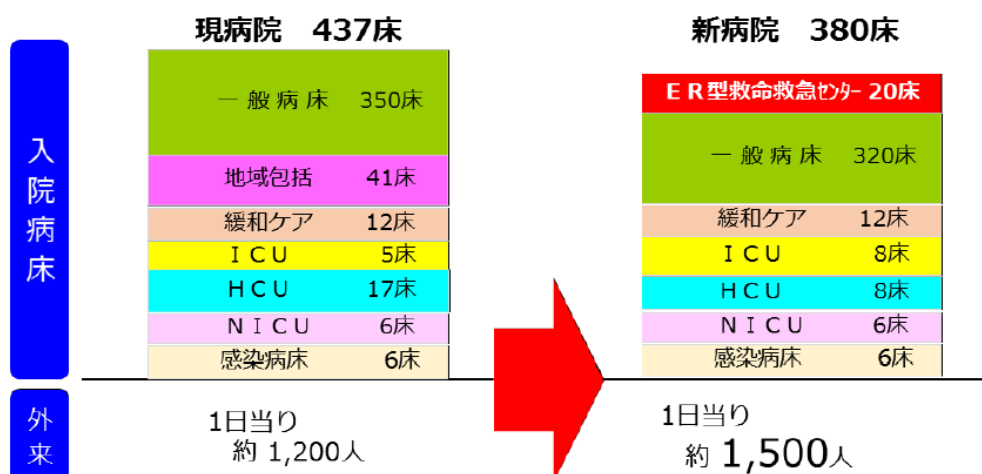 入院病床
外来
現病院 437床
一般病床 350床
地域包括 41床
緩和ケア 12床
ICU 5床
HCU 17床
NICU 6床
感染病床 6床
1日当り
約 1,200人
新病院 380床
ER型救命救急センター 20床
一般病床 320床
緩和ケア 12床
ICU 8床
HCU 8床
NICU 6床
感染病床 6床
1日当り
約 1,500人